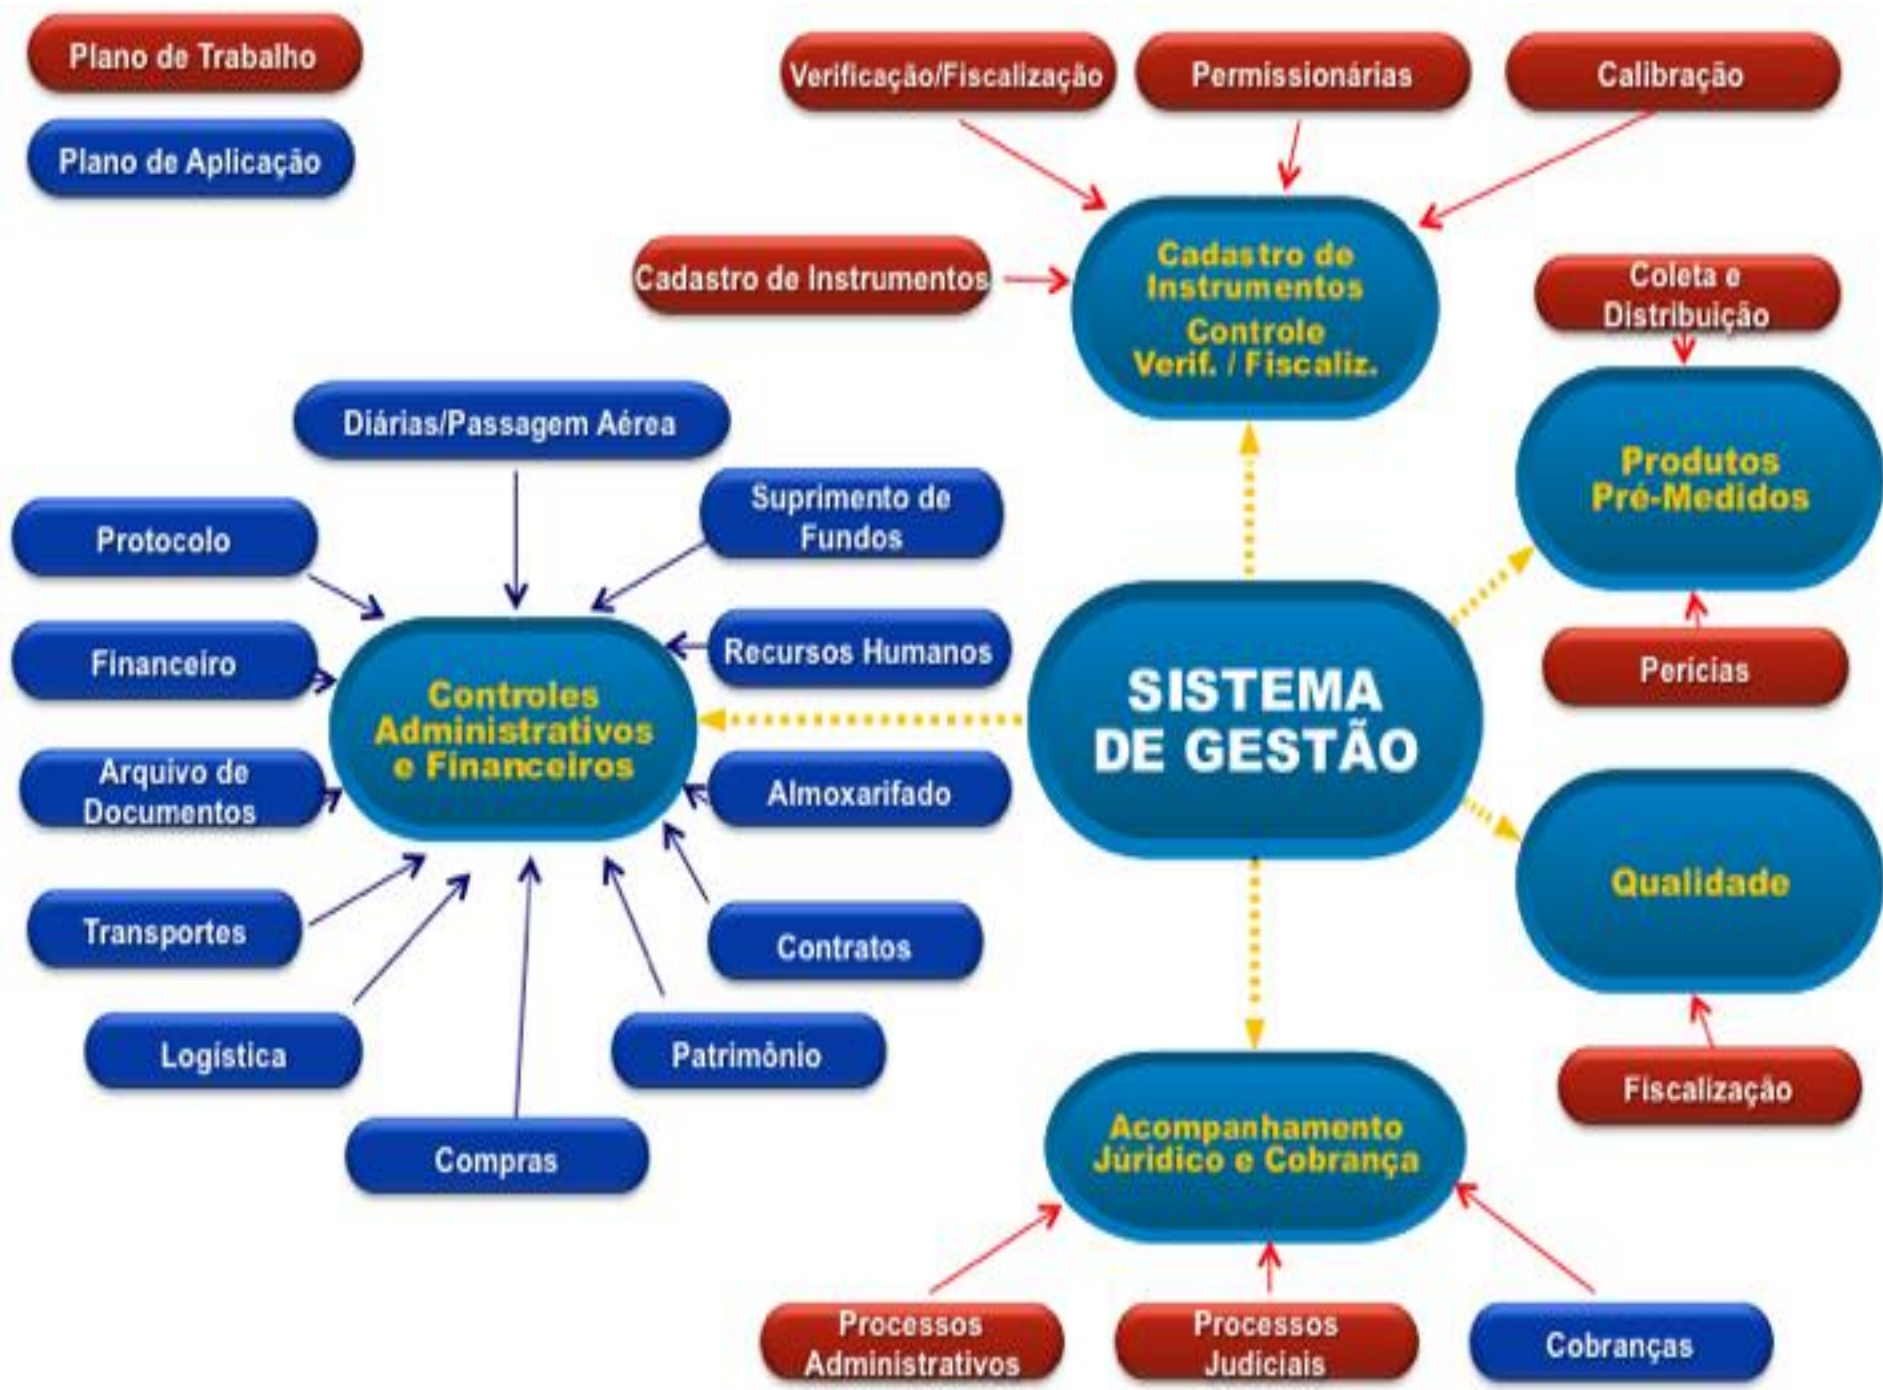 Plano de Trabalho
Plano de Aplicação
Verificação/Fiscalização
Permissionárias
Calibração
Cadastro de Instrumentos
Cadastro de
Instrumentos
Controle
Verif. / Fiscaliz.
Coleta e
Distribuição
Produtos
Pré-Medidos
Perícias
Diárias/Passagem Aérea
Suprimento de
Fundos
Protocolo
Recursos Humanos
Financeiro
Controles
Administrativos
e Financeiros
SISTEMA
DE GESTÃO
Arquivo de
Documentos
Almoxarifado
Qualidade
Transportes
Contratos
Logística
Patrimônio
Fiscalização
Compras
Acompanhamento
Júridico e Cobrança
Processos
Administrativos
Processos
Judiciais
Cobranças